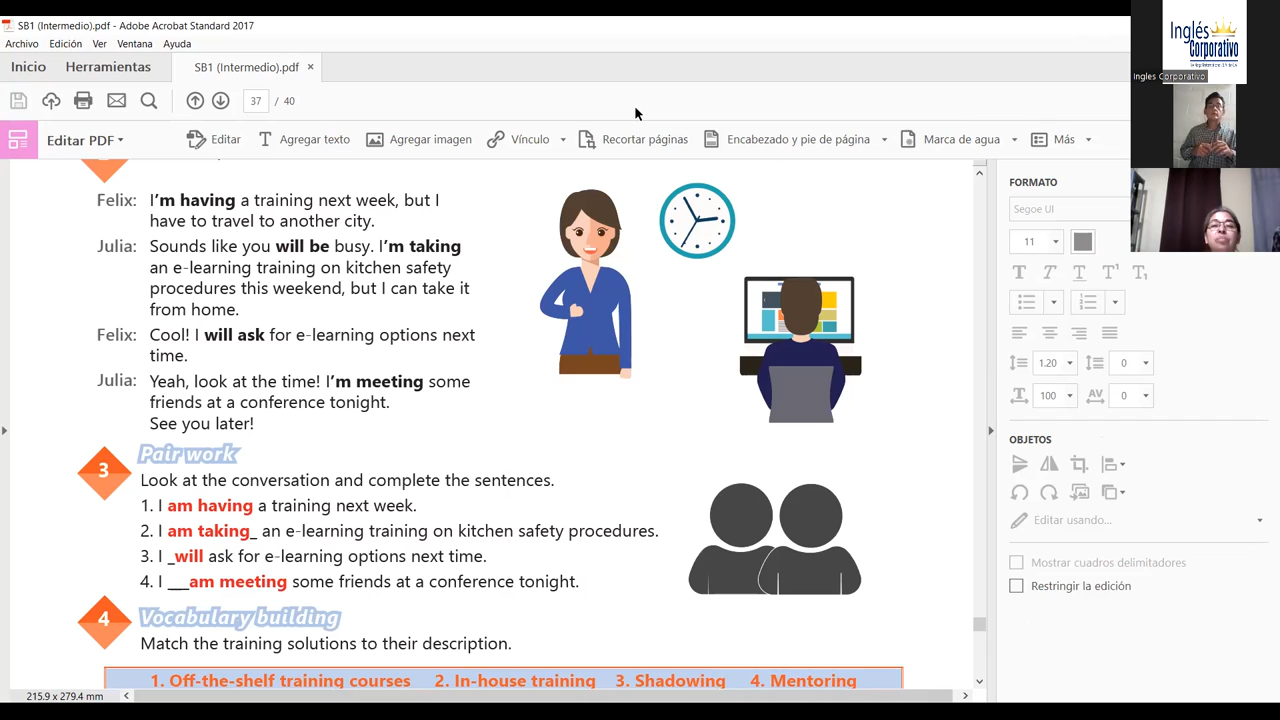 SB1 (Intermedio).pdf - Adobe Acrobat Standard 2017
Archivo Edición Ver Ventana Ayuda
Inicio Herramientas SB1 (Intermedio).pdf ×
37 / 40
Editar PDF Editar Agregar texto Agregar imagen Vínculo Recortar páginas Encabezado y pie de página Marca de agua Más
Inglés
Corporativo
Ingles Corporativo
Felix: I'm having a training next week, but I
have to travel to another city.
Julia: Sounds like you will be busy. I'm taking
an e-learning training on kitchen safety
procedures this weekend, but I can take it
from home.
Felix: Cool! I will ask for e-learning options next
time.
Julia: Yeah, look at the time! I'm meeting some
friends at a conference tonight.
See you later!
3 Pair work
Look at the conversation and complete the sentences.
1. I am having a training next week.
2. I am taking_ an e-learning training on kitchen safety procedures.
3. I _will ask for e-learning options next time.
4. I ___am meeting some friends at a conference tonight.
4 Vocabulary building
Match the training solutions to their description.
1. Off-the-shelf training courses 2. In-house training 3. Shadowing 4. Mentoring
215.9 x 279.4 mm
FORMATO
Segoe UI
11
T T T T¹ T₁
1.20 0
100 AV 0
OBJETOS
Editar usando...
Mostrar cuadros delimitadores
Restringir la edición